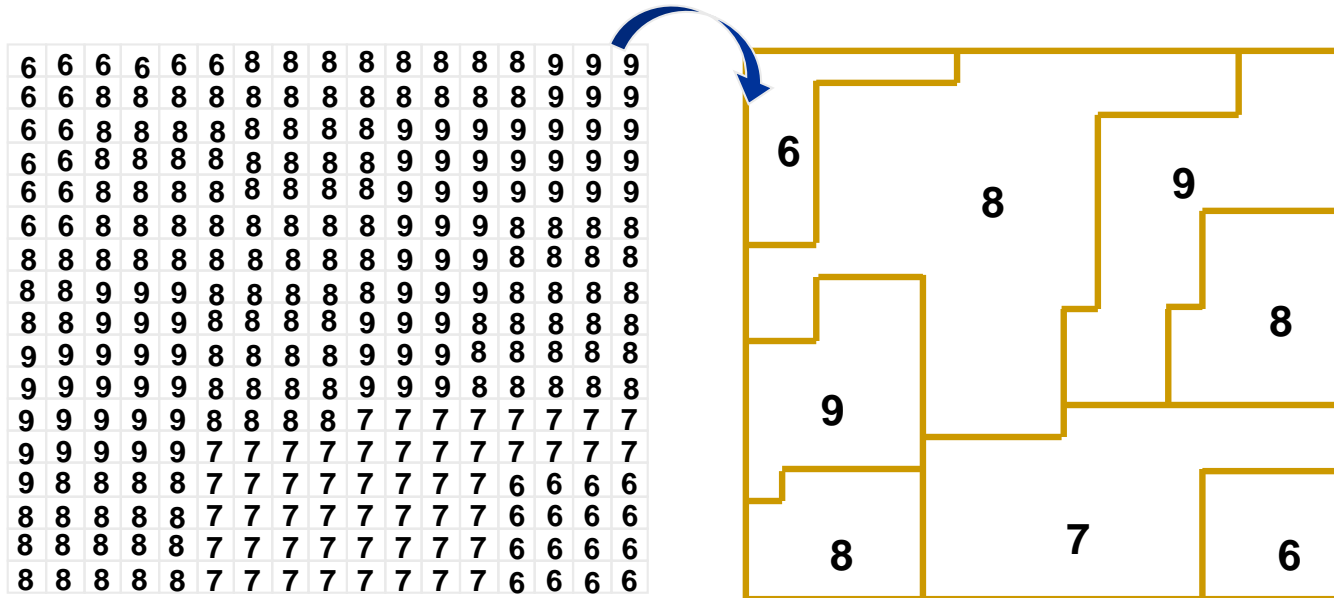 6 6 6 6 6 6 8 8 8 8 8 8 8 8 9 9 9
6 6 8 8 8 8 8 8 8 8 8 8 8 8 9 9 9
6 6 8 8 8 8 8 8 8 8 9 9 9 9 9 9 9
6 6 8 8 8 8 8 8 8 8 9 9 9 9 9 9 9
6 6 8 8 8 8 8 8 8 8 9 9 9 9 9 9 9
6 6 8 8 8 8 8 8 8 8 9 9 9 8 8 8 8
8 8 8 8 8 8 8 8 8 8 9 9 9 8 8 8 8
8 8 9 9 9 8 8 8 8 8 9 9 9 8 8 8 8
8 8 9 9 9 8 8 8 8 9 9 9 8 8 8 8 8
9 9 9 9 9 8 8 8 8 9 9 9 8 8 8 8 8
9 9 9 9 9 8 8 8 8 9 9 9 8 8 8 8 8
9 9 9 9 9 8 8 8 8 7 7 7 7 7 7 7 7
9 9 9 9 9 7 7 7 7 7 7 7 7 7 7 7 7
9 8 8 8 8 7 7 7 7 7 7 7 7 6 6 6 6
8 8 8 8 8 7 7 7 7 7 7 7 7 6 6 6 6
8 8 8 8 8 7 7 7 7 7 7 7 7 6 6 6 6
8 8 8 8 8 7 7 7 7 7 7 7 7 6 6 6 6
6
9
8
8
9
7
8
6